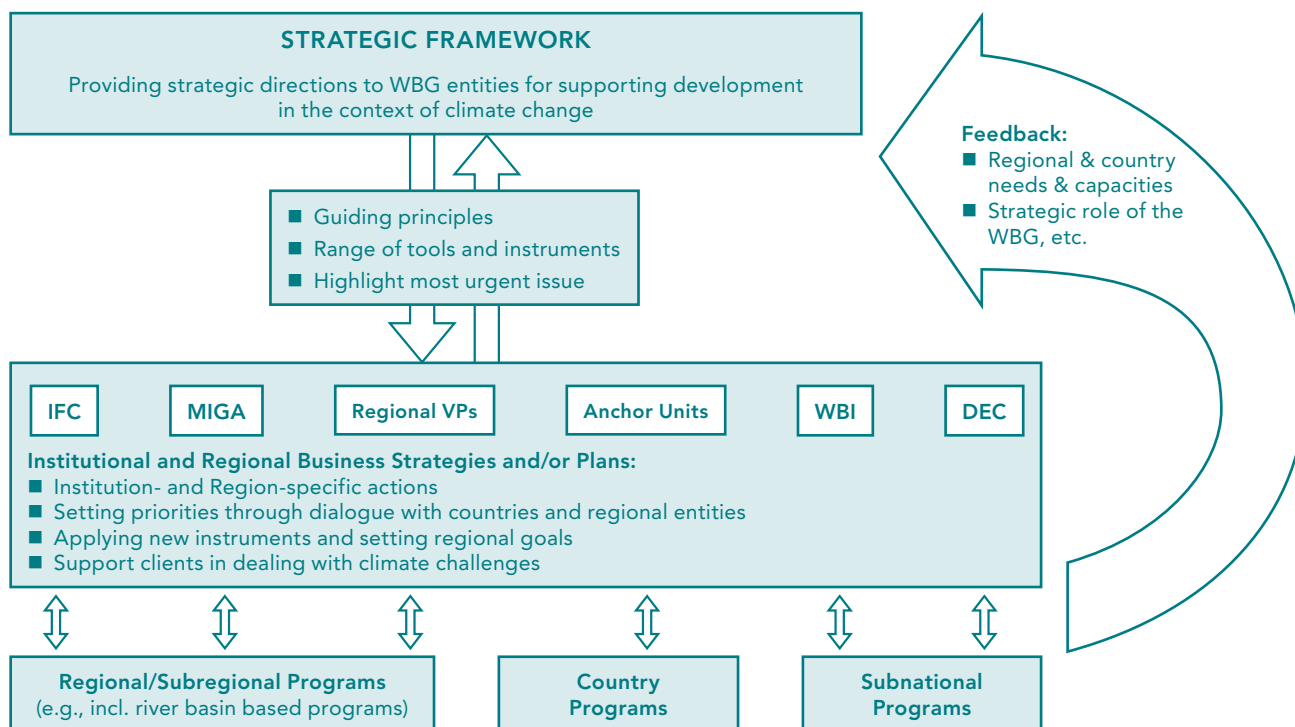 STRATEGIC FRAMEWORK
Providing strategic directions to WBG entities for supporting development
in the context of climate change
Feedback:
■ Regional & country
needs & capacities
■ Strategic role of the
WBG, etc.
■ Guiding principles
■ Range of tools and instruments
■ Highlight most urgent issue
IFC
MIGA
Regional VPs
Anchor Units
WBI
DEC
Institutional and Regional Business Strategies and/or Plans:
■ Institution- and Region-specific actions
■ Setting priorities through dialogue with countries and regional entities
■ Applying new instruments and setting regional goals
■ Support clients in dealing with climate challenges
Regional/Subregional Programs
(e.g., incl. river basin based programs)
Country
Programs
Subnational
Programs